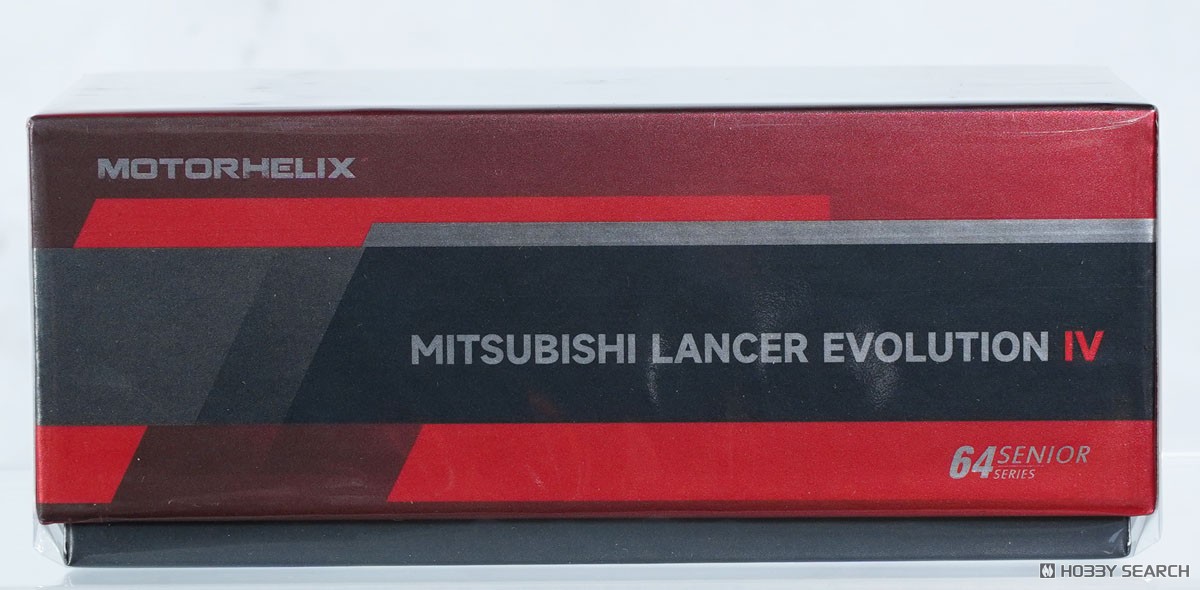 MOTORHELIX
MITSUBISHI LANCER EVOLUTION IV
64 SENIOR
SERIES
HOBBY SEARCH